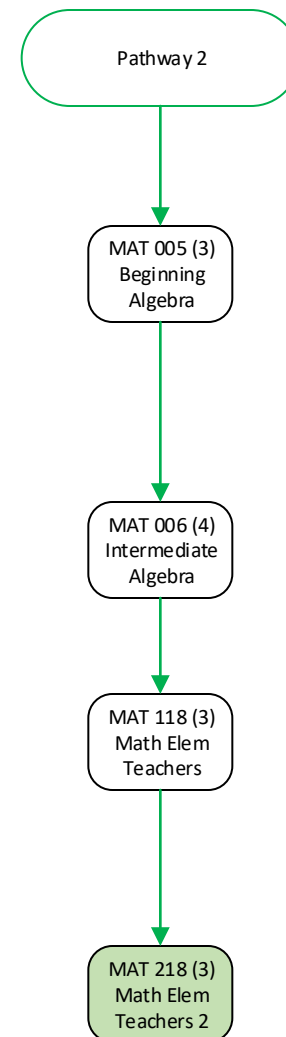 Pathway 2
MAT 005 (3)
Beginning
Algebra
MAT 006 (4)
Intermediate
Algebra
MAT 118 (3)
Math Elem
Teachers
MAT 218 (3)
Math Elem
Teachers 2